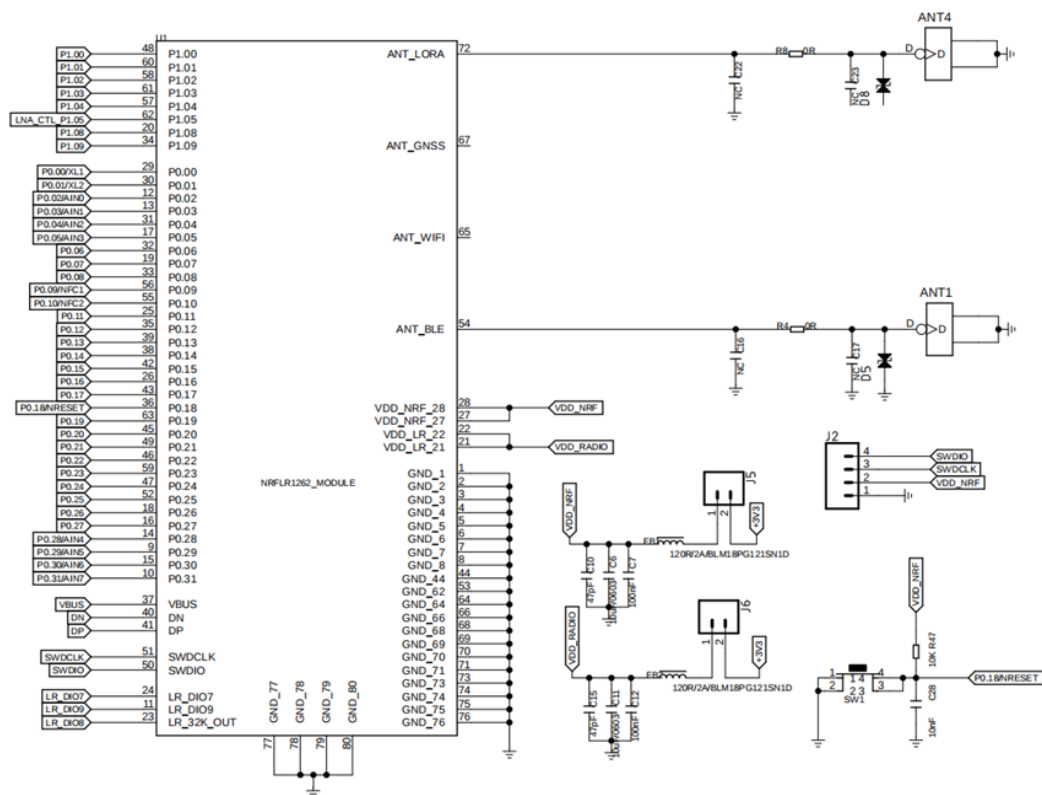 U1
NRFLR1262_MODULE
P1.00 48 P1.00
P1.01 60 P1.01
P1.02 58 P1.02
P1.03 61 P1.03
P1.04 57 P1.04
LNA_CTL_P1.05 62 P1.05
P1.08 20 P1.08
P1.09 34 P1.09
P0.00/XL1 29 P0.00
P0.01/XL2 30 P0.01
P0.02/AIN0 12 P0.02
P0.03/AIN1 13 P0.03
P0.04/AIN2 31 P0.04
P0.05/AIN3 17 P0.05
P0.06 32 P0.06
P0.07 19 P0.07
P0.08 33 P0.08
P0.09/NFC1 56 P0.09
P0.10/NFC2 55 P0.10
P0.11 25 P0.11
P0.12 35 P0.12
P0.13 39 P0.13
P0.14 38 P0.14
P0.15 42 P0.15
P0.16 26 P0.16
P0.17 43 P0.17
P0.18/NRESET 36 P0.18
P0.19 63 P0.19
P0.20 45 P0.20
P0.21 49 P0.21
P0.22 46 P0.22
P0.23 59 P0.23
P0.24 47 P0.24
P0.25 52 P0.25
P0.26 18 P0.26
P0.27 16 P0.27
P0.28/AIN4 14 P0.28
P0.29/AIN5 9 P0.29
P0.30/AIN6 15 P0.30
P0.31/AIN7 10 P0.31
VBUS 37 VBUS
DN 40 DN
DP 41 DP
SWDCLK 51 SWDCLK
SWDIO 50 SWDIO
LR_DIO7 24 LR_DIO7
LR_DIO9 11 LR_DIO9
LR_DIO8 23 LR_32K_OUT
GND_77 GND_78 GND_79 GND_80
77 78 79 80
ANT_LORA 72
ANT_GNSS 67
ANT_WIFI 65
ANT_BLE 54
VDD_NRF_28 28 VDD_NRF
VDD_NRF_27 27
VDD_LR_22 22
VDD_LR_21 21 VDD_RADIO
GND_1 1
GND_2 2
GND_3 3
GND_4 4
GND_5 5
GND_6 6
GND_7 7
GND_8 8
GND_44 44
GND_62 53
GND_64 64
GND_66 66
GND_68 68
GND_69 69
GND_70 70
GND_71 71
GND_73 73
GND_74 74
GND_75 75
GND_76 76
ANT4
R8 0R
D D
NC C22
NC C23
D8
ANT1
R4 0R
D D
NC C16
NC C17
D5
J2
4 SWDIO
3 SWDCLK
2 VDD_NRF
1
J5
1 2
VDD_NRF
+3V3
120R/2A/BLM18PG121SN1D
47pF C10
10uF/0603 C6
100nF C7
J6
1 2
VDD_RADIO
+3V3
120R/2A/BLM18PG121SN1D
47pF C15
10uF/0603 C11
100nF C12
VDD_NRF
10K R47
1 1 4 4
2 2 3 3
SW1
P0.18/NRESET
10nF C28